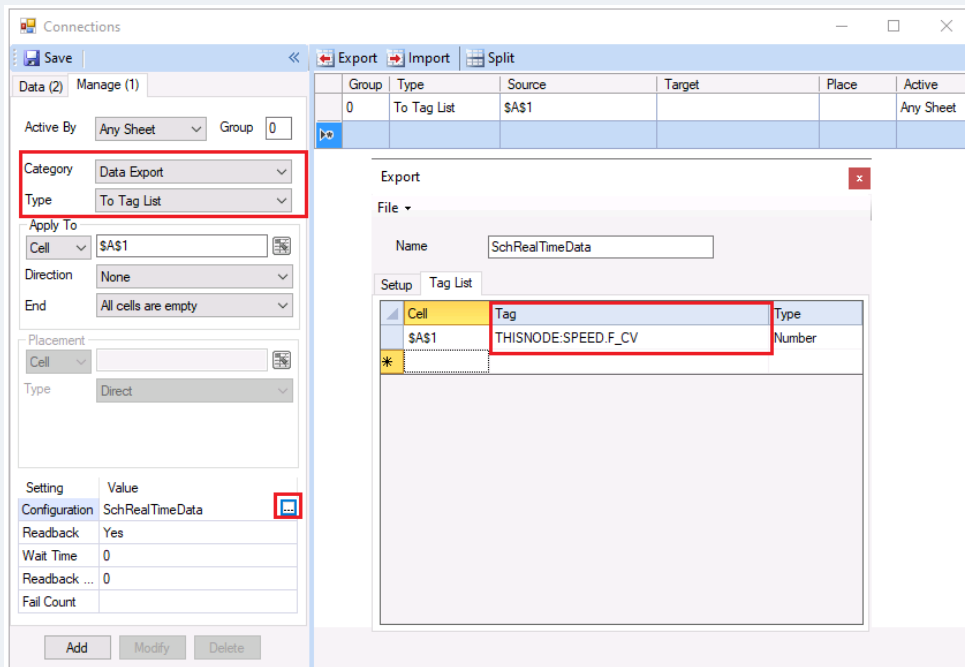 Connections
Save
Export Import Split
Data (2) Manage (1)
Group Type Source Target Place Active
0 To Tag List $A$1 Any Sheet
Active By Any Sheet Group 0
Category Data Export
Type To Tag List
Apply To
Cell $A$1
Direction None
End All cells are empty
Placement
Cell
Type Direct
Setting Value
Configuration SchRealTimeData ...
Readback Yes
Wait Time 0
Readback ... 0
Fail Count
Add Modify Delete
Export x
File
Name SchRealTimeData
Setup Tag List
Cell Tag Type
$A$1 THISNODE:SPEED.F_CV Number